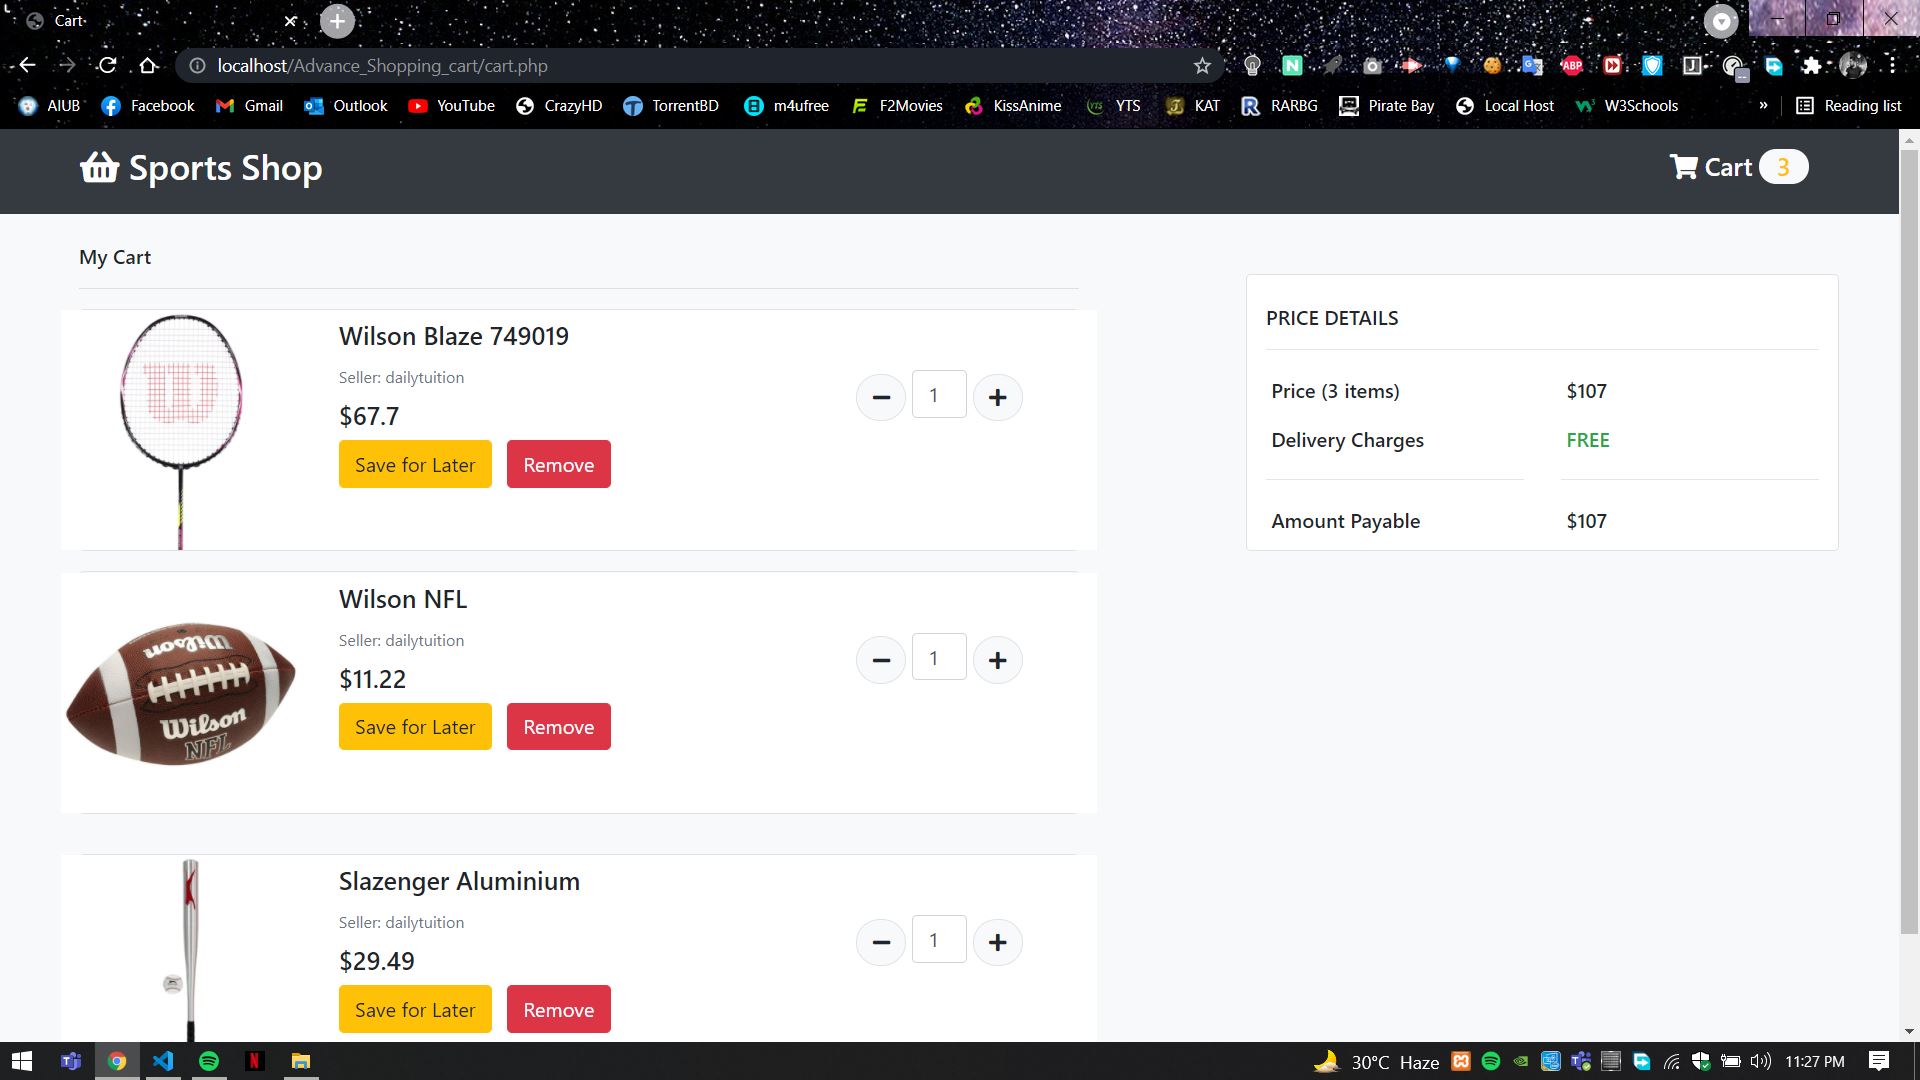 Cart
localhost/Advance_Shopping_cart/cart.php
N
ABP
J
AIUB
Facebook
Gmail
Outlook
YouTube
CrazyHD
TorrentBD
m4ufree
F2Movies
KissAnime
YTS
KAT
RARBG
Pirate Bay
Local Host
W3Schools
»
Reading list
Sports Shop
Cart 3
My Cart
Wilson Blaze 749019
Seller: dailytuition
$67.7
Save for Later Remove
1
Wilson NFL
Seller: dailytuition
$11.22
Save for Later Remove
1
Wilson
Wilson
NFL
Slazenger Aluminium
Seller: dailytuition
$29.49
Save for Later Remove
1
PRICE DETAILS
Price (3 items) $107
Delivery Charges FREE
Amount Payable $107
30°C Haze
11:27 PM